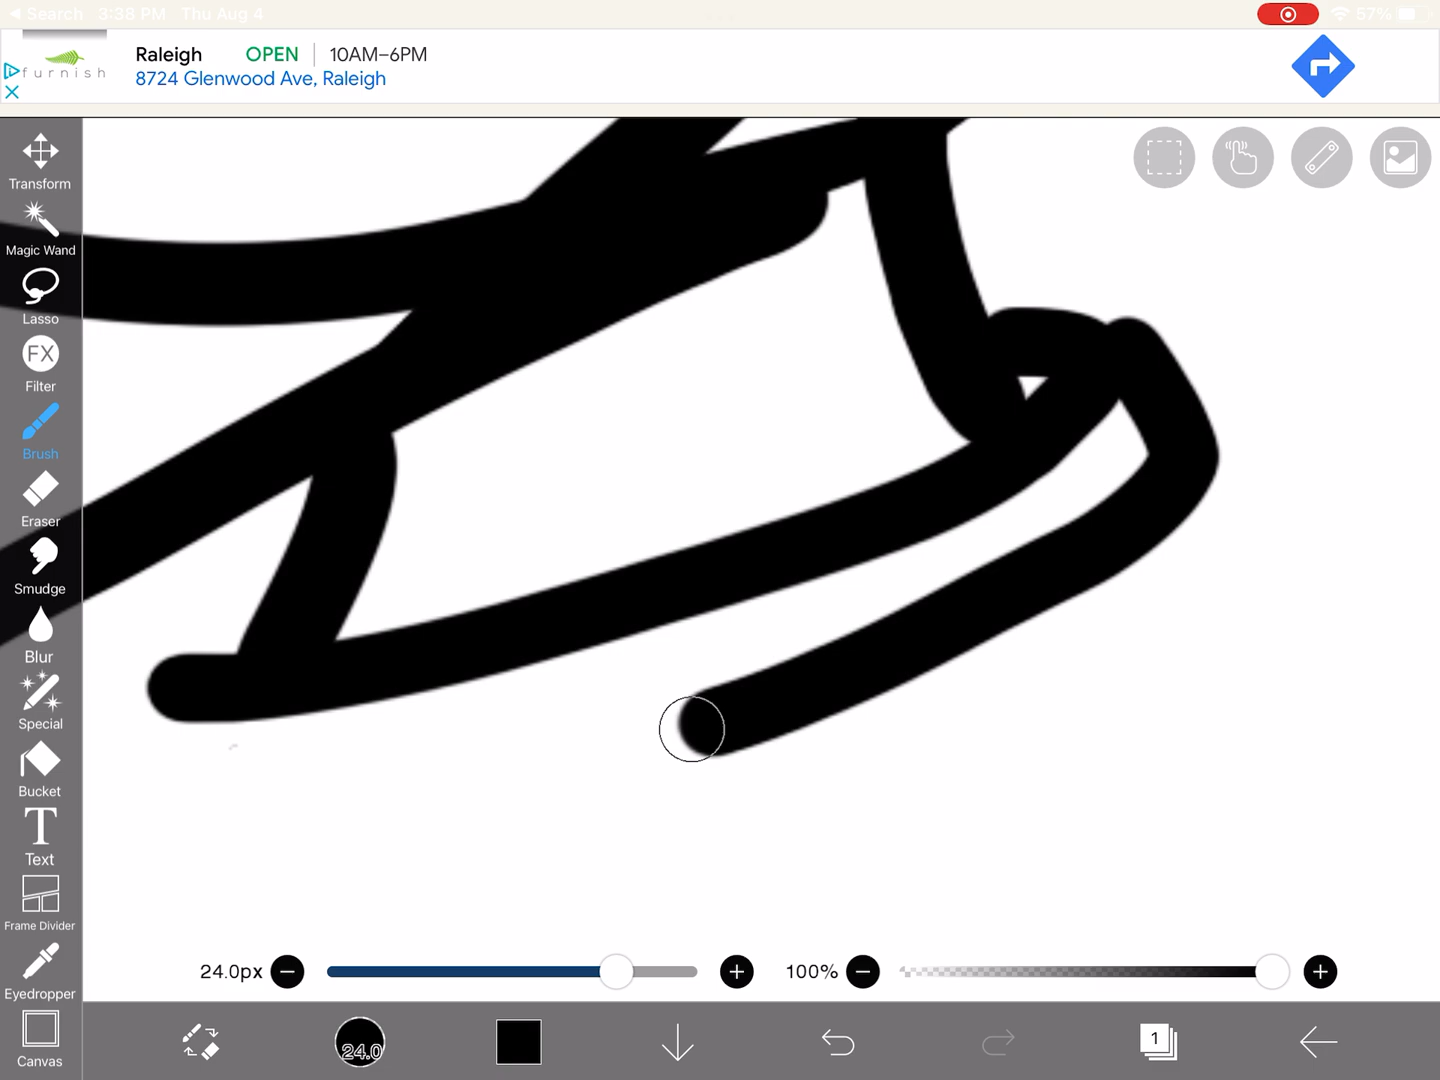 Search 3:38 PM Thu Aug 4 57%
furnish
Raleigh OPEN 10AM–6PM
8724 Glenwood Ave, Raleigh
Transform
Magic Wand
Lasso
FX
Filter
Brush
Eraser
Smudge
Blur
Special
Bucket
T
Text
Frame Divider
Eyedropper
Canvas
24.0px 100%
24.0 1